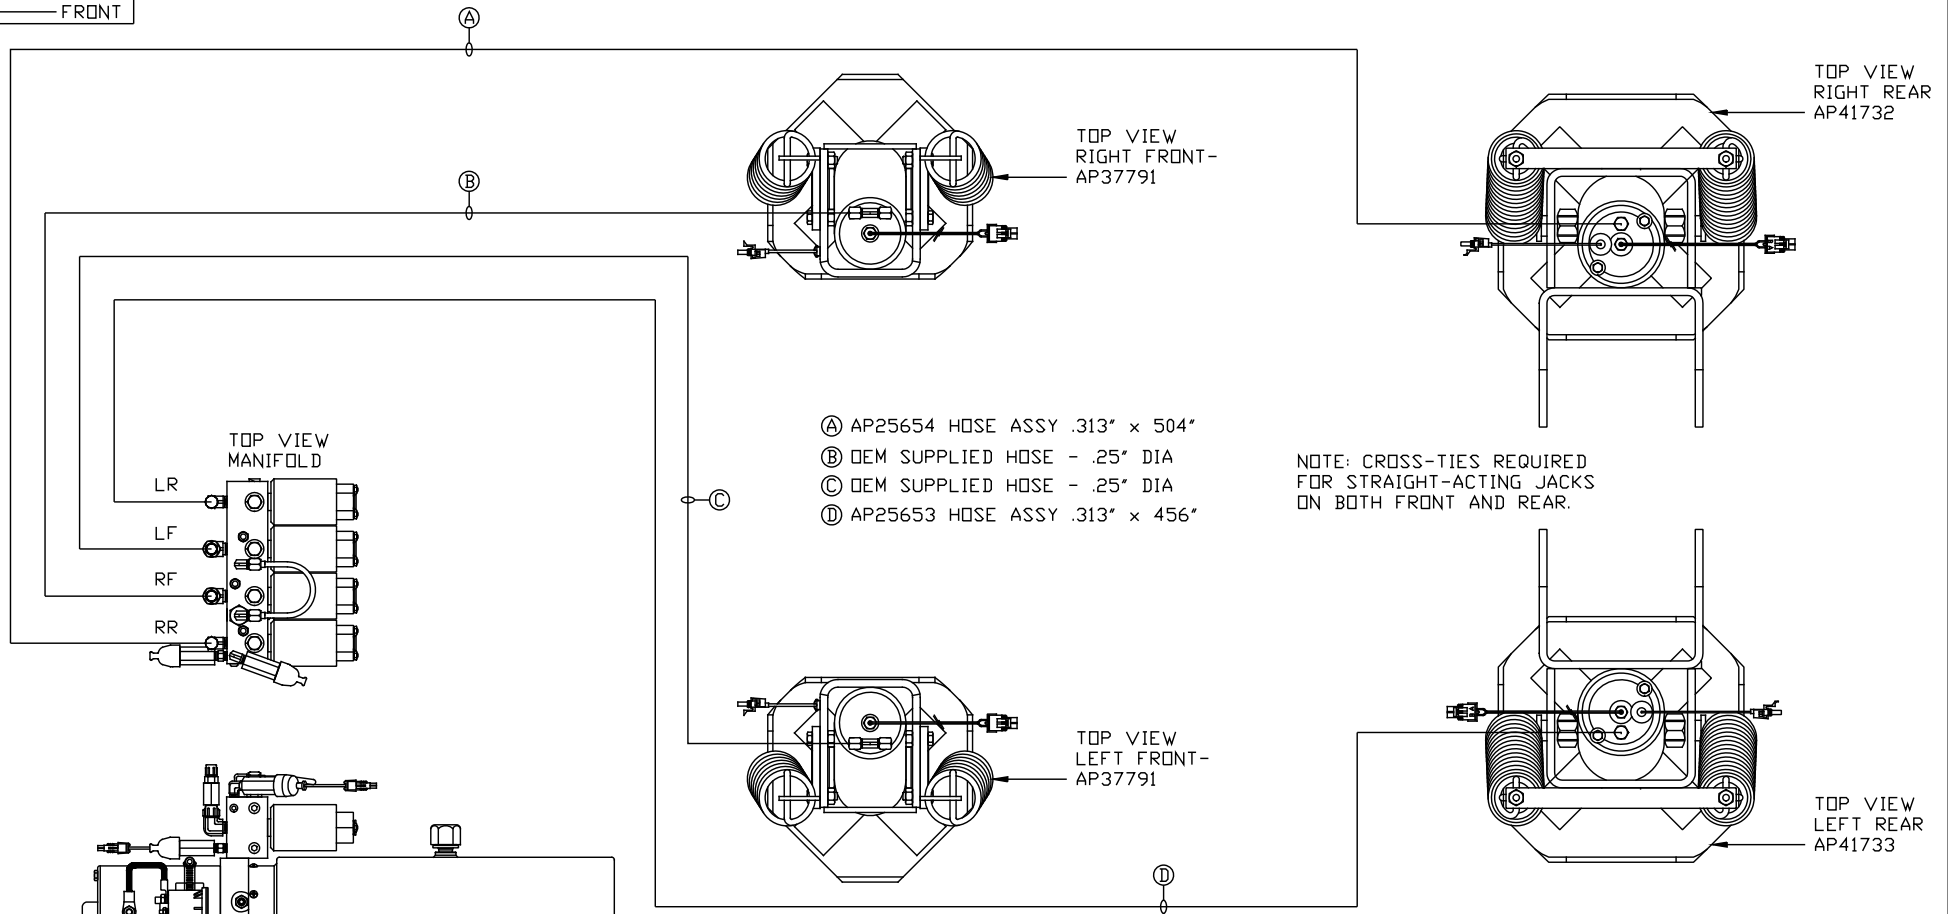 FRONT
A
TOP VIEW
RIGHT REAR
AP41732
TOP VIEW
RIGHT FRONT-
AP37791
B
A AP25654 HOSE ASSY .313" x 504"
B OEM SUPPLIED HOSE - .25" DIA
C OEM SUPPLIED HOSE - .25" DIA
D AP25653 HOSE ASSY .313" x 456"
NOTE: CROSS-TIES REQUIRED
FOR STRAIGHT-ACTING JACKS
ON BOTH FRONT AND REAR.
TOP VIEW
MANIFOLD
LR
LF
RF
RR
C
TOP VIEW
LEFT FRONT-
AP37791
TOP VIEW
LEFT REAR
AP41733
D